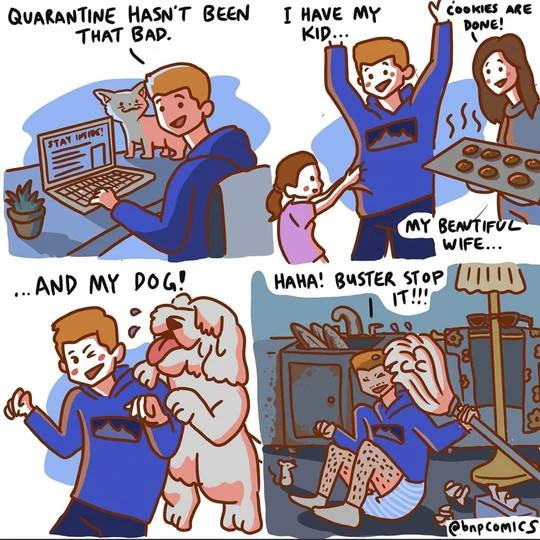 QUARANTINE HASN'T BEEN
THAT BAD.
STAY INSIDE!
I HAVE MY
KID...
COOKIES ARE
DONE!
MY BEAUTIFUL
WIFE...
...AND MY DOG!
HAHA! BUSTER STOP
IT!!!
@bnpcomics